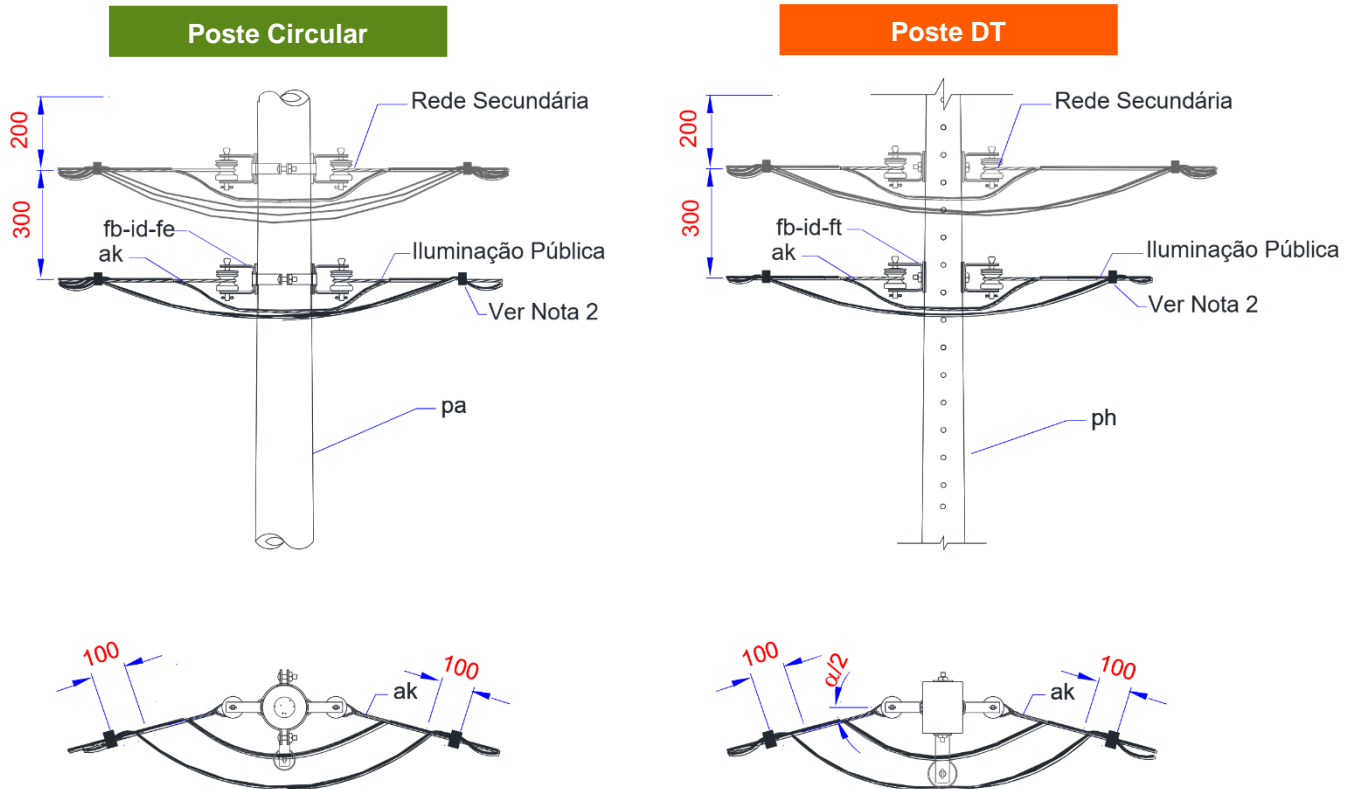 Poste Circular
Rede Secundária
200
300
fb-id-fe
ak
Iluminação Pública
Ver Nota 2
pa
100
100
ak
Poste DT
Rede Secundária
200
300
fb-id-ft
ak
Iluminação Pública
Ver Nota 2
ph
100
α/2
100
ak